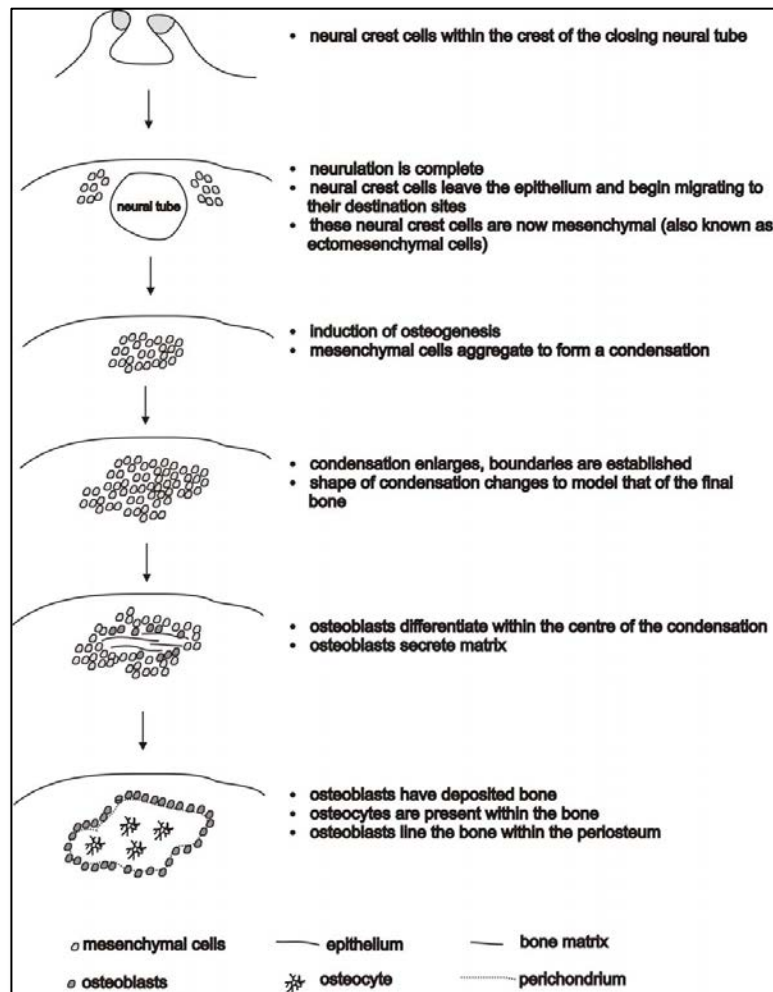 • neural crest cells within the crest of the closing neural tube
neural tube
• neurulation is complete
• neural crest cells leave the epithelium and begin migrating to
their destination sites
• these neural crest cells are now mesenchymal (also known as
ectomesenchymal cells)
• induction of osteogenesis
• mesenchymal cells aggregate to form a condensation
• condensation enlarges, boundaries are established
• shape of condensation changes to model that of the final
bone
• osteoblasts differentiate within the centre of the condensation
• osteoblasts secrete matrix
• osteoblasts have deposited bone
• osteocytes are present within the bone
• osteoblasts line the bone within the periosteum
mesenchymal cells
epithelium
bone matrix
osteoblasts
osteocyte
perichondrium